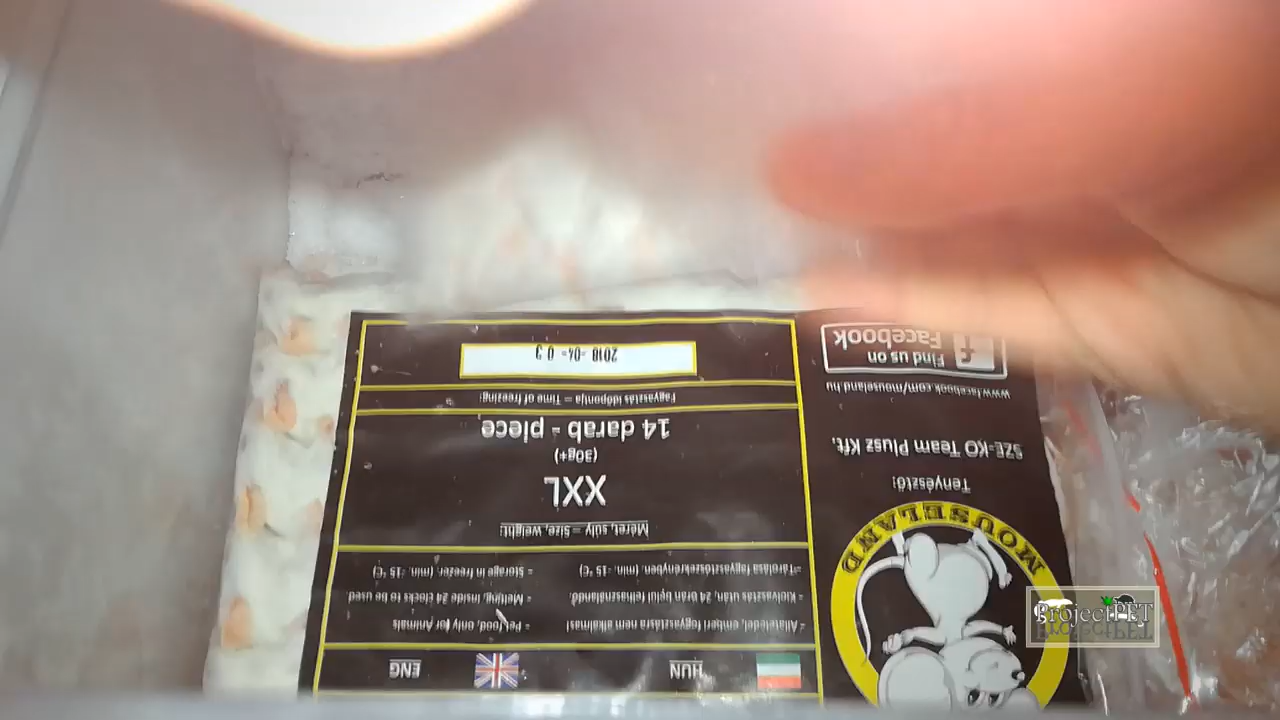 HUN
ENG
- Állateledel, emberi fogyasztásra nem alkalmas!
= Pet food, only for Animals
- Kiolvasztás után, 24 órán belül felhasználandó.
= Melting, inside 24 clocks to be used
- Tárolása fagyasztószekrényben. (min. -15 °C)
= Storage in freezer. (min. -15 °C)
Méret, súly = Size, weight:
XXL
(30g+)
14 darab - piece
Fagyasztás időpontja = Time of freezing:
2018 -04- 0 3
MOUSELAND
Tenyésztő:
SZE-KO Team Plusz Kft.
www.facebook.com/mouseland.hu
Find us on
Facebook
ProjectPET